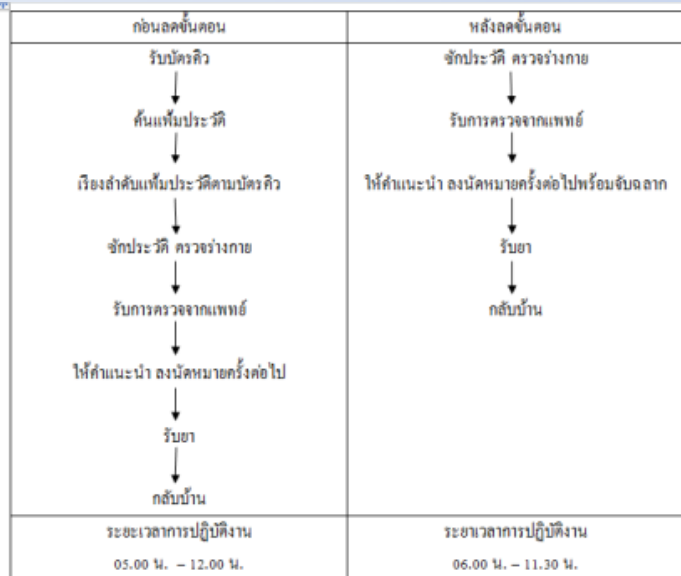 ก่อนลดขั้นตอน
รับบัตรคิว
ค้นแฟ้มประวัติ
เรียงลำดับแฟ้มประวัติตามบัตรคิว
ซักประวัติ ตรวจร่างกาย
รับการตรวจจากแพทย์
ให้คำแนะนำ ลงนัดหมายครั้งต่อไป
รับยา
กลับบ้าน
ระยะเวลาการปฏิบัติงาน
05.00 น. – 12.00 น.
หลังลดขั้นตอน
ซักประวัติ ตรวจร่างกาย
รับการตรวจจากแพทย์
ให้คำแนะนำ ลงนัดหมายครั้งต่อไปพร้อมจับฉลาก
รับยา
กลับบ้าน
ระยาเวลาการปฏิบัติงาน
06.00 น. – 11.30 น.